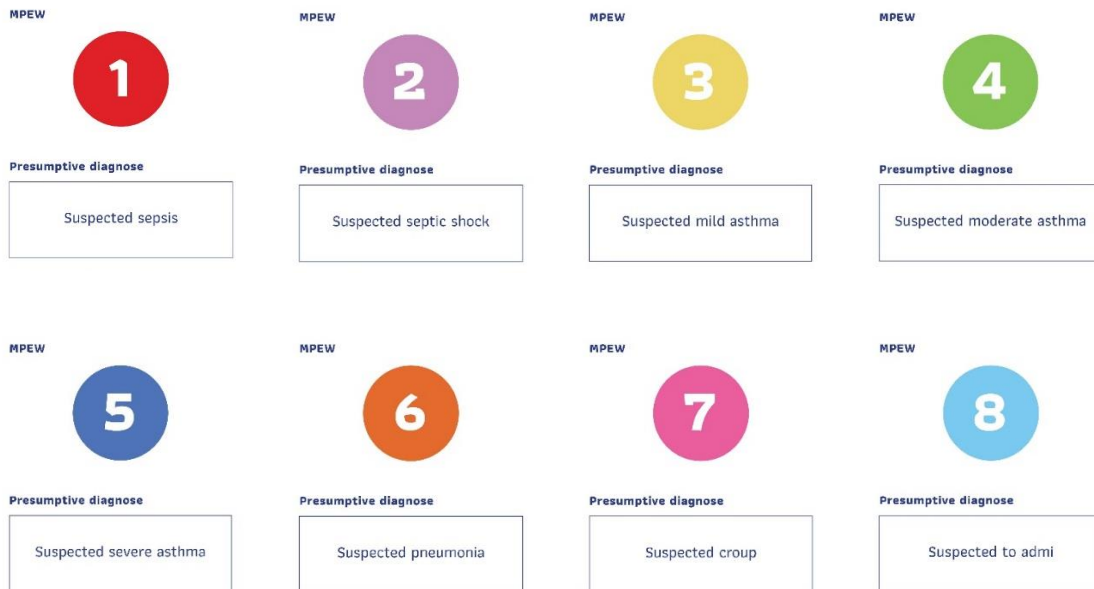 MPEW MPEW MPEW MPEW
1 2 3 4
Presumptive diagnose Presumptive diagnose Presumptive diagnose Presumptive diagnose
Suspected sepsis Suspected septic shock Suspected mild asthma Suspected moderate asthma
MPEW MPEW MPEW MPEW
5 6 7 8
Presumptive diagnose Presumptive diagnose Presumptive diagnose Presumptive diagnose
Suspected severe asthma Suspected pneumonia Suspected croup Suspected to admi